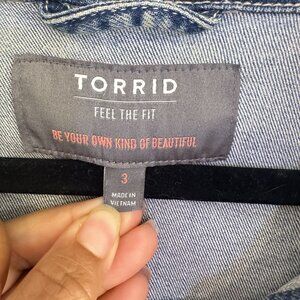 TORRID
FEEL THE FIT
BE YOUR OWN KIND OF BEAUTIFUL
3
MADE IN
VIETNAM